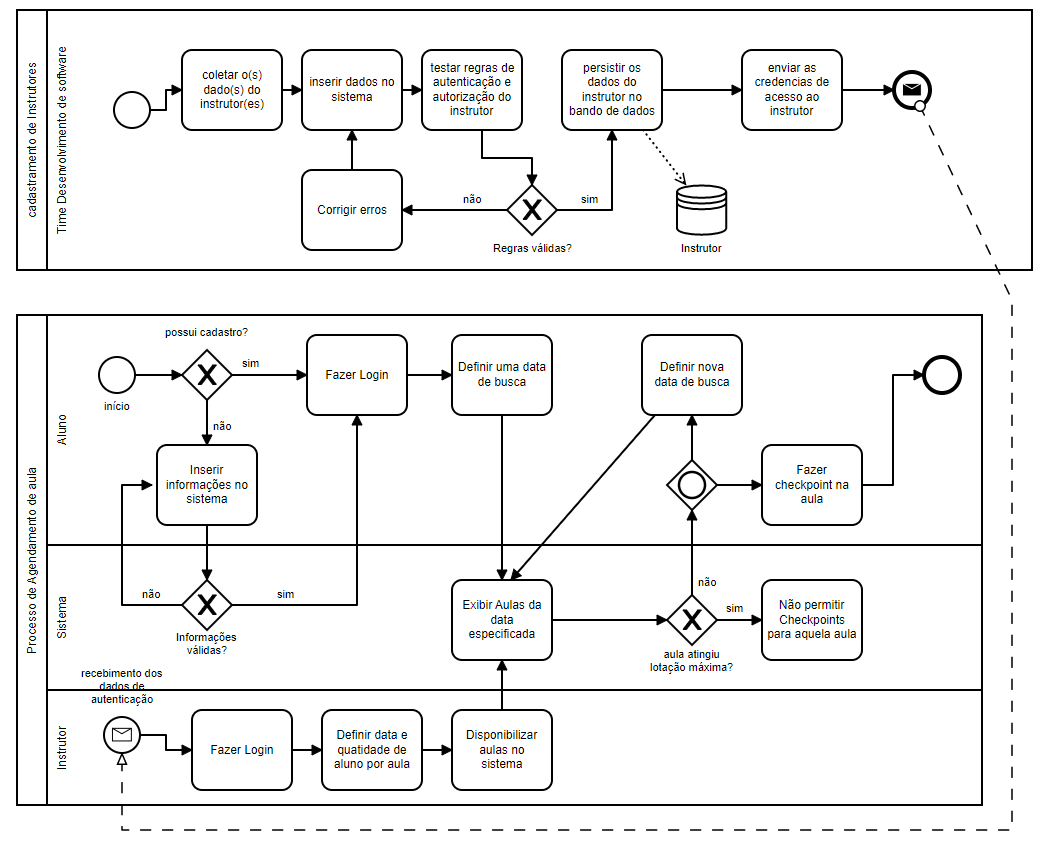 cadastramento de Instrutores
Time Desenvolvimento de software
coletar o(s)
dado(s) do
instrutor(es)
inserir dados no
sistema
testar regras de
autenticação e
autorização do
instrutor
persistir os
dados do
instrutor no
bando de dados
enviar as
credencias de
acesso ao
instrutor
Corrigir erros
não
sim
Regras válidas?
Instrutor
Processo de Agendamento de aula
Aluno
possui cadastro?
início
sim
não
Fazer Login
Definir uma data
de busca
Definir nova
data de busca
Inserir
informações no
sistema
Fazer
checkpoint na
aula
Sistema
não
sim
Informações
válidas?
Exibir Aulas da
data
especificada
não
sim
aula atingiu
lotação máxima?
Não permitir
Checkpoints
para aquela aula
Instrutor
recebimento dos
dados de
autenticação
Fazer Login
Definir data e
quatidade de
aluno por aula
Disponibilizar
aulas no
sistema